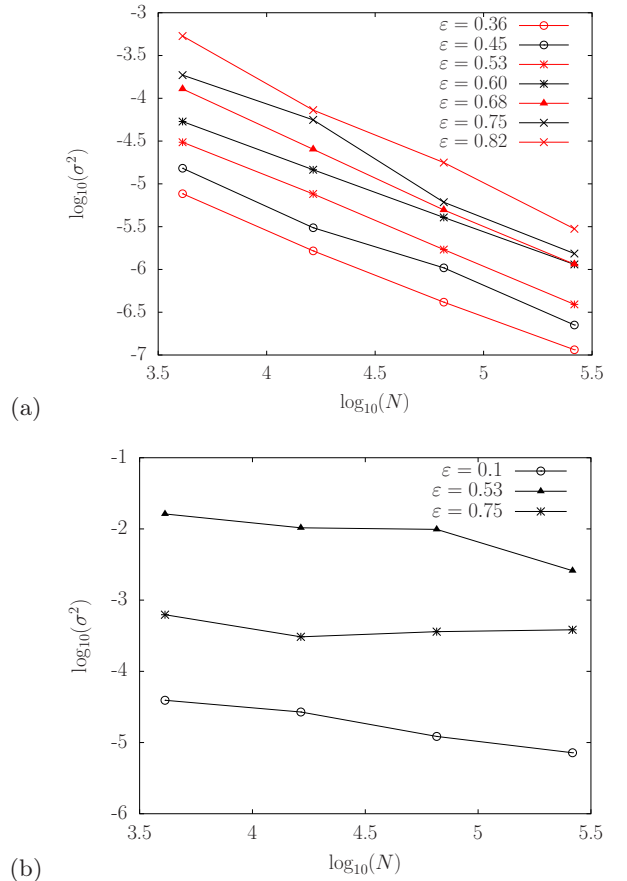 -3
-3.5
-4
-4.5
-5
-5.5
-6
-6.5
-7
log₁₀(σ²)
ε = 0.36
ε = 0.45
ε = 0.53
ε = 0.60
ε = 0.68
ε = 0.75
ε = 0.82
3.5 4 4.5 5 5.5
log₁₀(N)
(a)
-1
-2
-3
-4
-5
-6
log₁₀(σ²)
ε = 0.1
ε = 0.53
ε = 0.75
3.5 4 4.5 5 5.5
log₁₀(N)
(b)